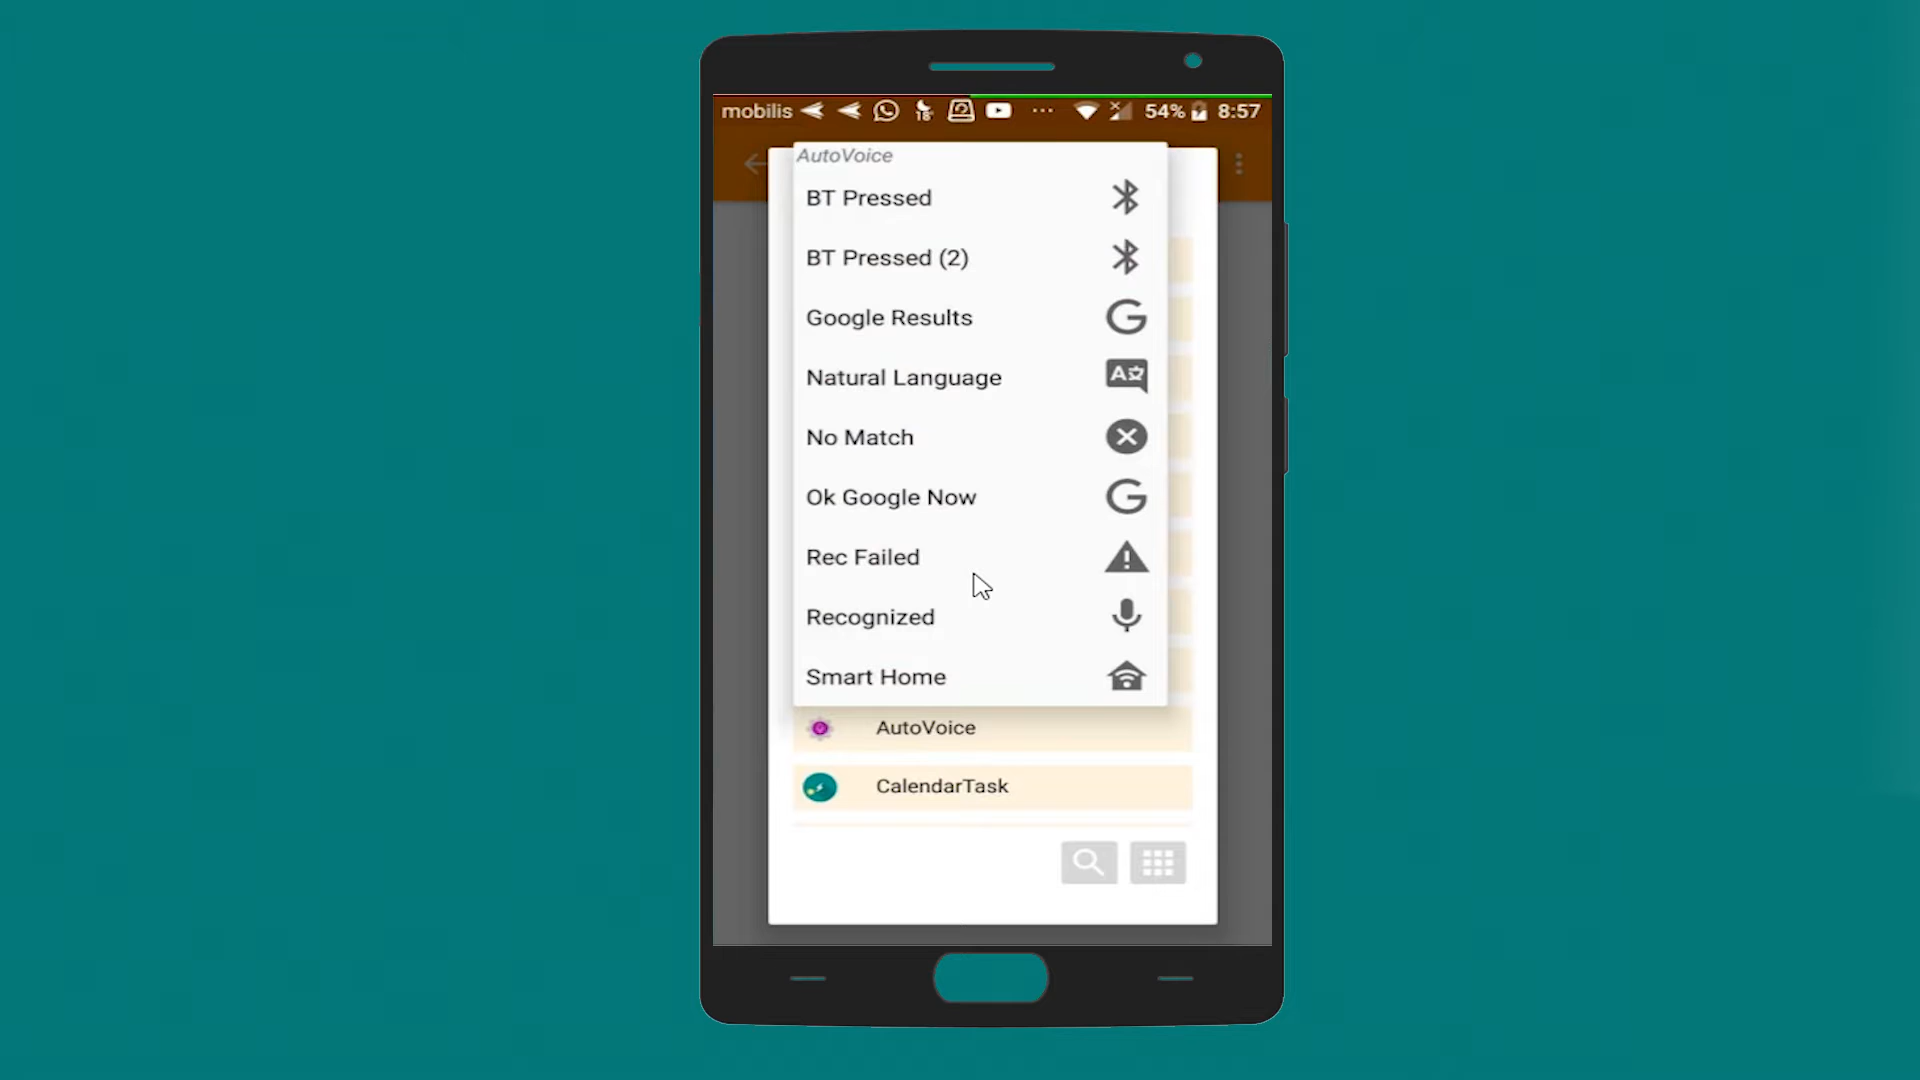 mobilis 18° 54% 8:57
AutoVoice
BT Pressed
BT Pressed (2)
Google Results
Natural Language
No Match
Ok Google Now
Rec Failed
Recognized
Smart Home
AutoVoice
CalendarTask